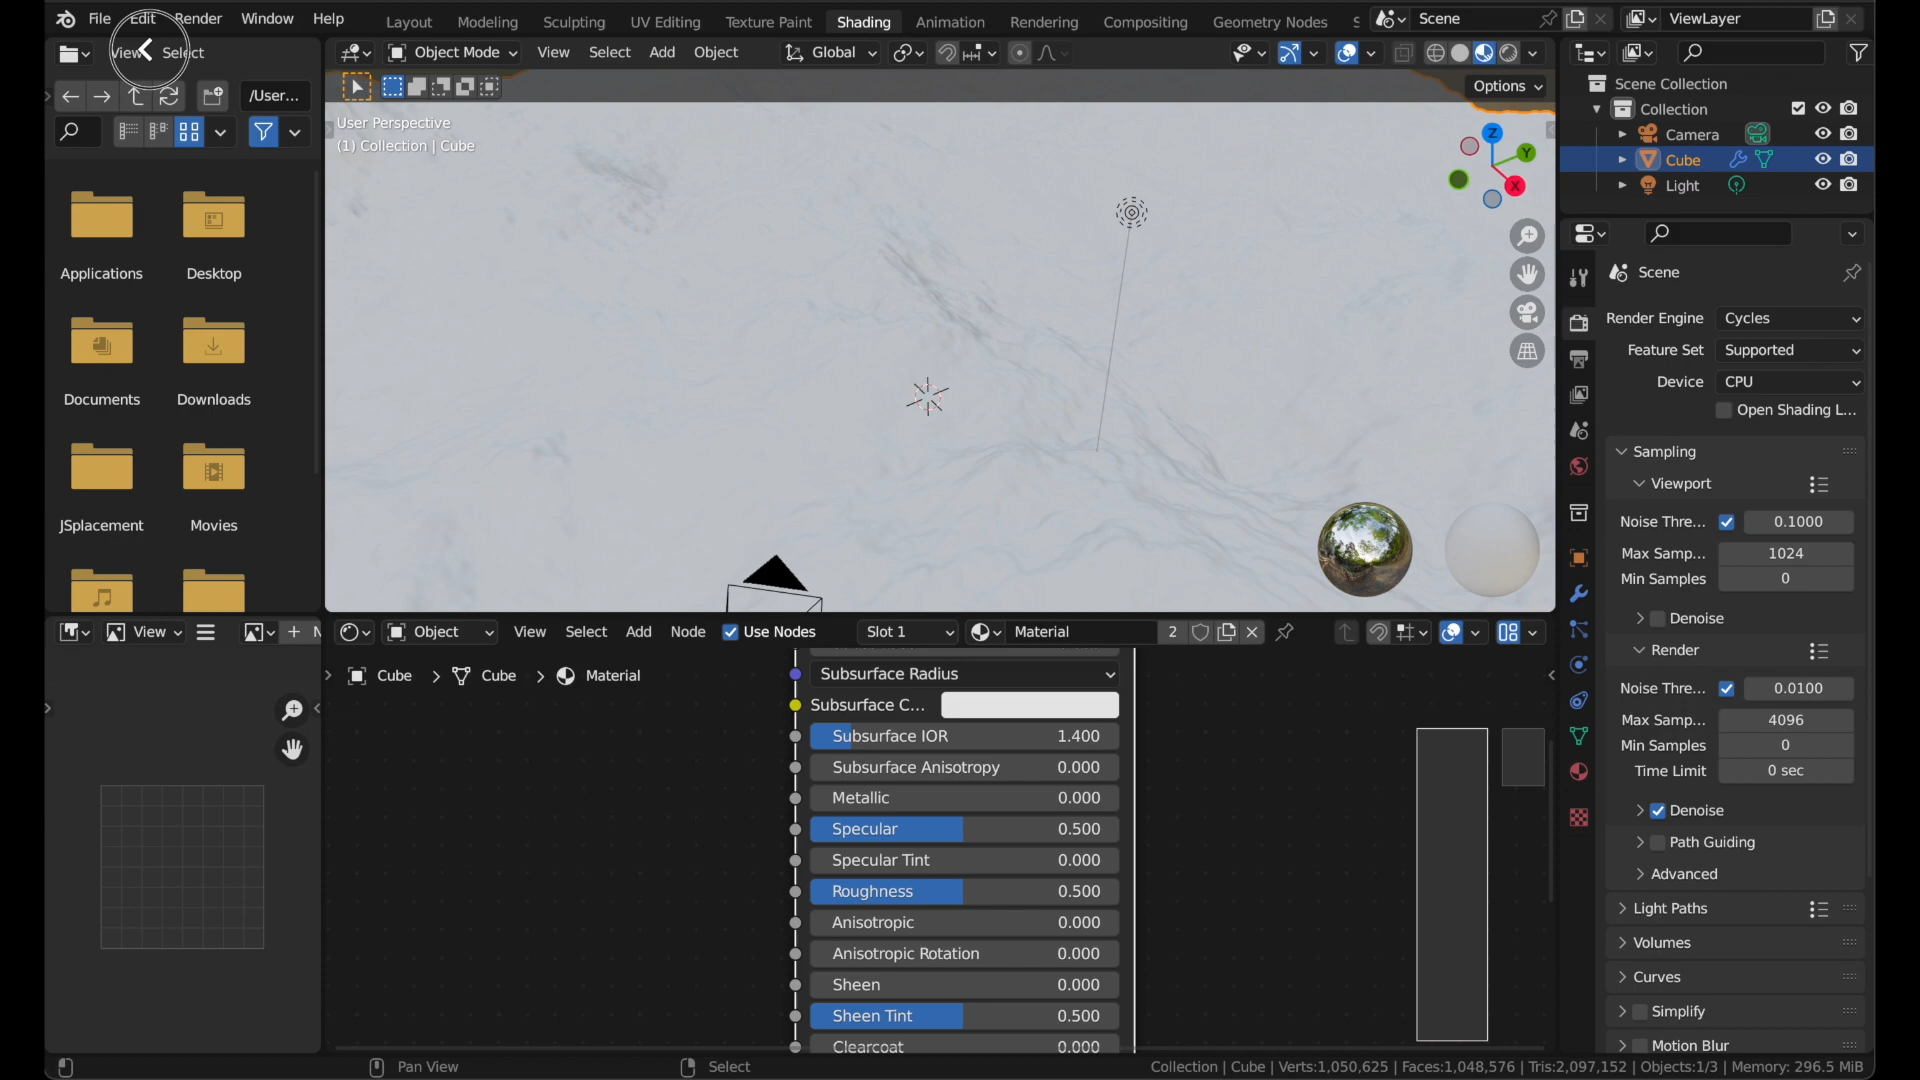 File Edit Render Window Help
Layout Modeling Sculpting UV Editing Texture Paint Shading Animation Rendering Compositing Geometry Nodes S
Scene
ViewLayer
View Select
Object Mode View Select Add Object Global
/User...
Options
User Perspective
(1) Collection | Cube
Z
Y
X
Applications
Desktop
Documents
Downloads
JSplacement
Movies
Scene Collection
Collection
Camera
Cube
Light
Scene
Render Engine Cycles
Feature Set Supported
Device CPU
Open Shading L...
Sampling
Viewport
Noise Thre... 0.1000
Max Samp... 1024
Min Samples 0
Denoise
Render
Noise Thre... 0.0100
Max Samp... 4096
Min Samples 0
Time Limit 0 sec
Denoise
Path Guiding
Advanced
Light Paths
Volumes
Curves
Simplify
Motion Blur
View + N
Object View Select Add Node Use Nodes Slot 1 Material 2
Cube > Cube > Material
Subsurface Radius
Subsurface C...
Subsurface IOR 1.400
Subsurface Anisotropy 0.000
Metallic 0.000
Specular 0.500
Specular Tint 0.000
Roughness 0.500
Anisotropic 0.000
Anisotropic Rotation 0.000
Sheen 0.000
Sheen Tint 0.500
Clearcoat 0.000
Pan View
Select
Collection | Cube | Verts:1,050,625 | Faces:1,048,576 | Tris:2,097,152 | Objects:1/3 | Memory: 296.5 MiB